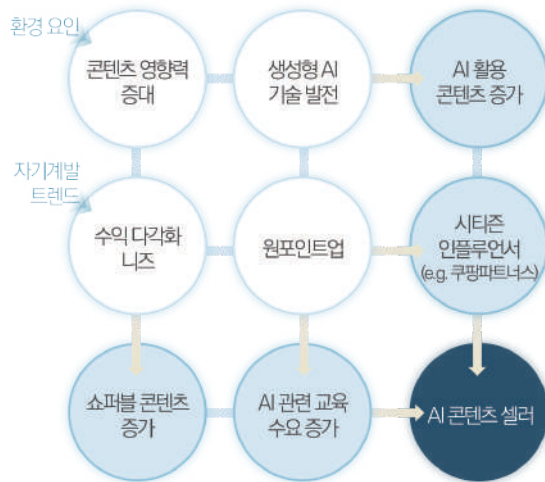 환경 요인
콘텐츠 영향력
증대
생성형 AI
기술 발전
AI 활용
콘텐츠 증가
자기계발
트렌드
수익 다각화
니즈
원포인트업
시티즌
인플루언서
(e.g. 쿠팡파트너스)
쇼퍼블 콘텐츠
증가
AI 관련 교육
수요 증가
AI 콘텐츠 셀러